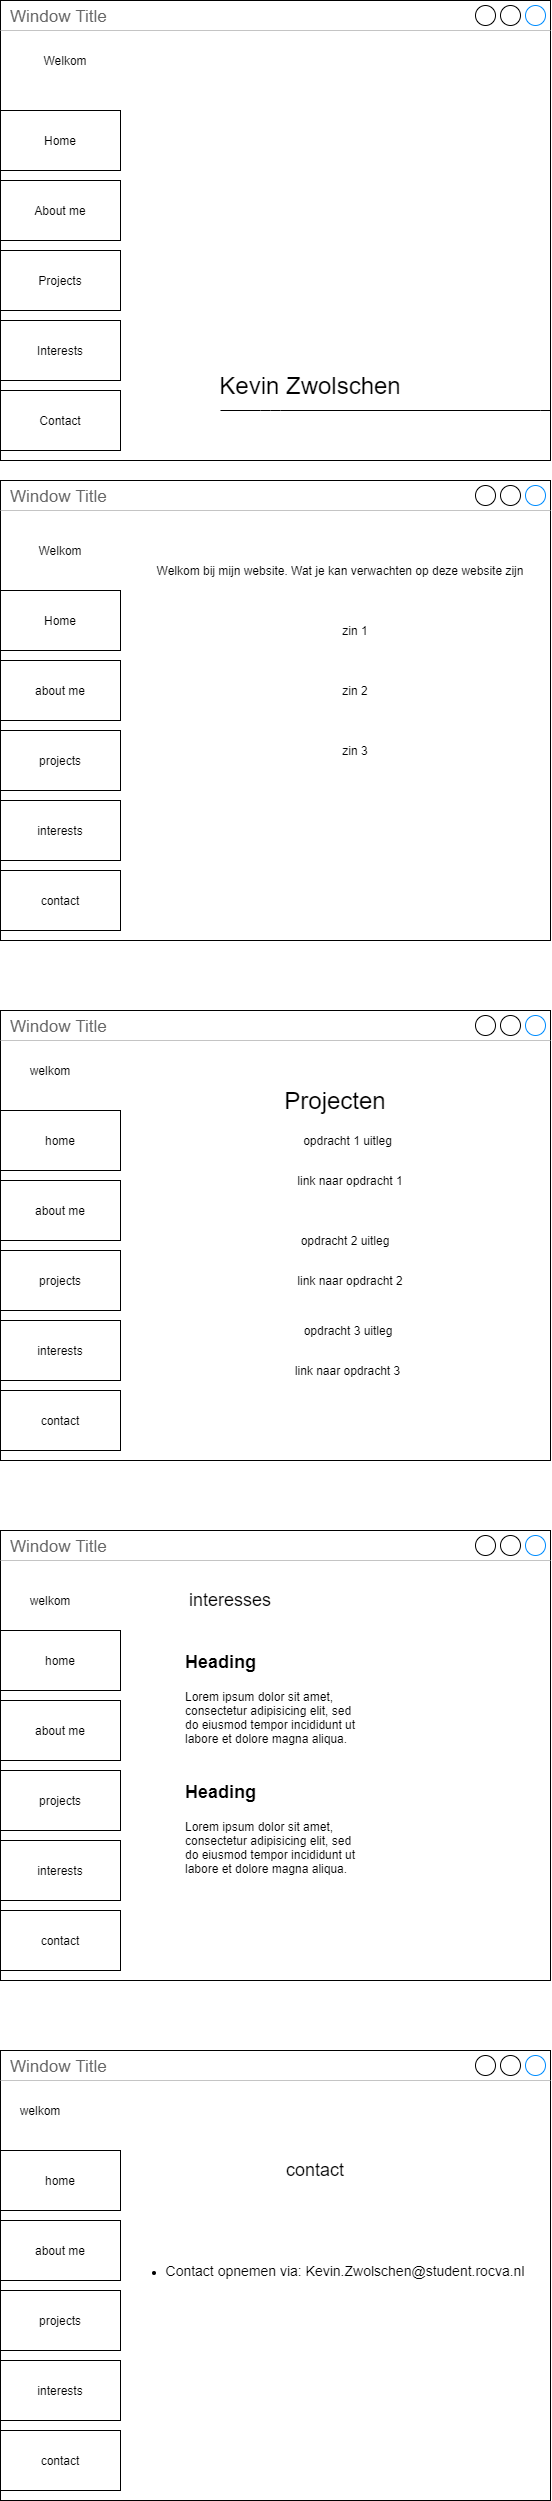 Window Title
Welkom
Home
About me
Projects
Interests
Kevin Zwolschen
Contact
Window Title
Welkom
Welkom bij mijn website. Wat je kan verwachten op deze website zijn
Home
zin 1
about me
zin 2
projects
zin 3
interests
contact
Window Title
welkom
Projecten
home
opdracht 1 uitleg
link naar opdracht 1
about me
opdracht 2 uitleg
projects
link naar opdracht 2
opdracht 3 uitleg
interests
link naar opdracht 3
contact
Window Title
welkom
interesses
home
Heading
Lorem ipsum dolor sit amet,
consectetur adipisicing elit, sed
do eiusmod tempor incididunt ut
labore et dolore magna aliqua.
about me
projects
Heading
Lorem ipsum dolor sit amet,
consectetur adipisicing elit, sed
do eiusmod tempor incididunt ut
labore et dolore magna aliqua.
interests
contact
Window Title
welkom
contact
home
about me
• Contact opnemen via: Kevin.Zwolschen@student.rocva.nl
projects
interests
contact